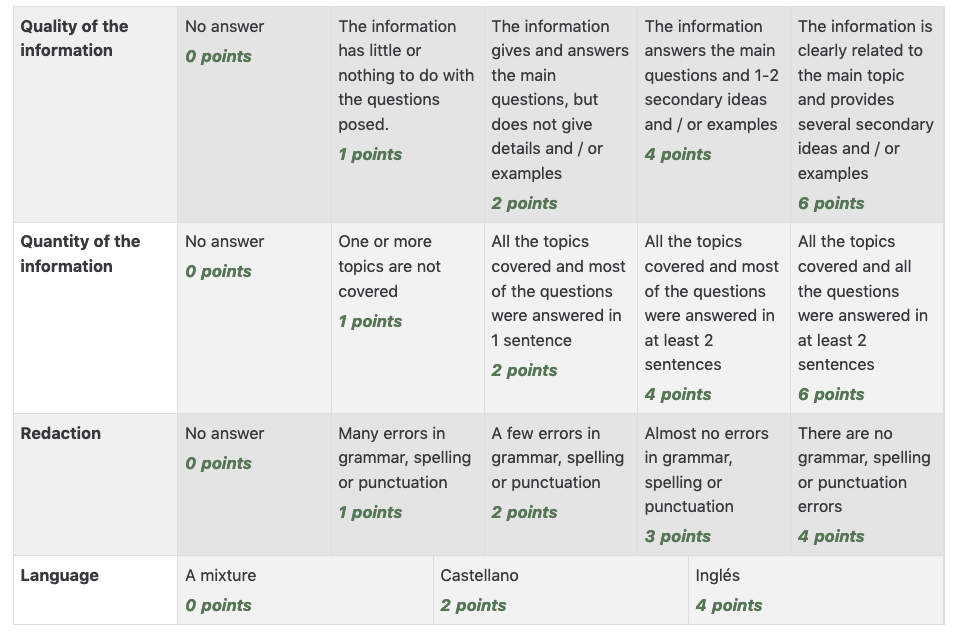 Quality of the
information
No answer
0 points
The information
has little or
nothing to do with
the questions
posed.
1 points
The information
gives and answers
the main
questions, but
does not give
details and / or
examples
2 points
The information
answers the main
questions and 1-2
secondary ideas
and / or examples
4 points
The information is
clearly related to
the main topic
and provides
several secondary
ideas and / or
examples
6 points
Quantity of the
information
No answer
0 points
One or more
topics are not
covered
1 points
All the topics
covered and most
of the questions
were answered in
1 sentence
2 points
All the topics
covered and most
of the questions
were answered in
at least 2
sentences
4 points
All the topics
covered and all
the questions
were answered in
at least 2
sentences
6 points
Redaction
No answer
0 points
Many errors in
grammar, spelling
or punctuation
1 points
A few errors in
grammar, spelling
or punctuation
2 points
Almost no errors
in grammar,
spelling or
punctuation
3 points
There are no
grammar, spelling
or punctuation
errors
4 points
Language
A mixture
0 points
Castellano
2 points
Inglés
4 points